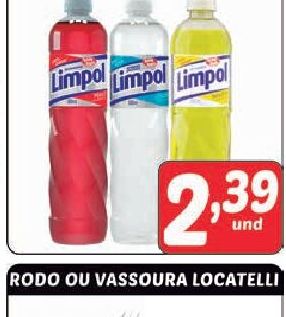 Limpol
Limpol
Limpol
2,39
und
RODO OU VASSOURA LOCATELLI